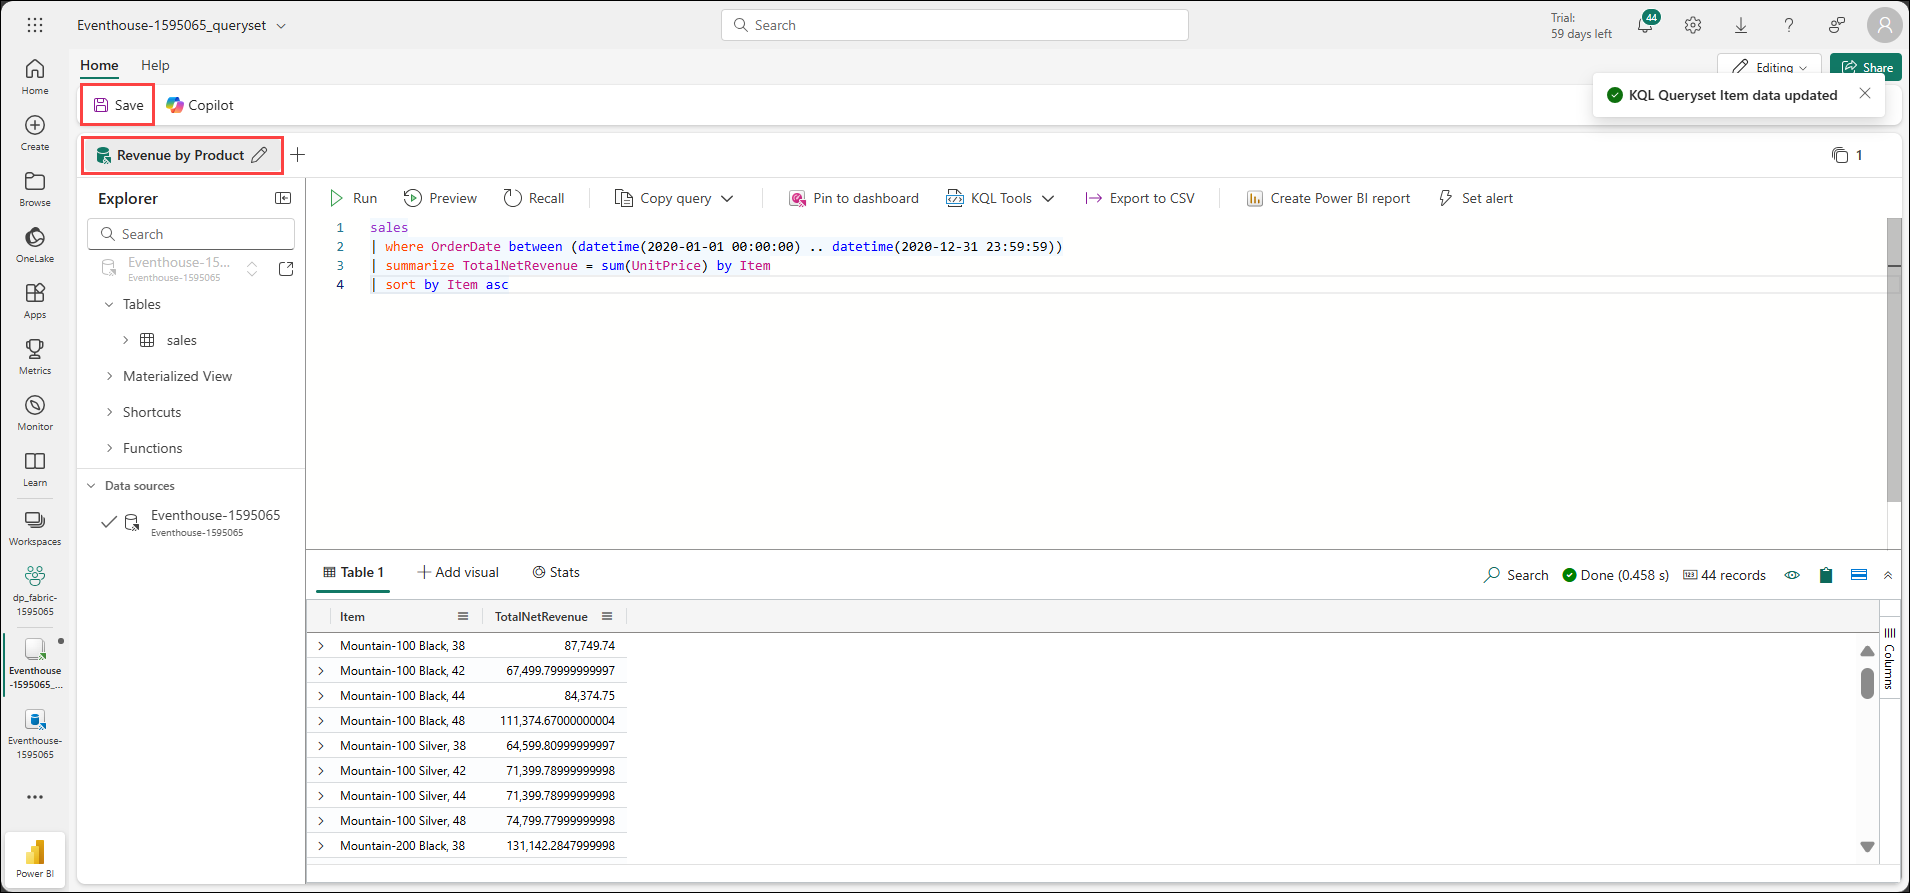 Eventhouse-1595065_queryset
Search
Trial:
59 days left
44
Home
Help
Editing
Share
Save
Copilot
KQL Queryset Item data updated
Revenue by Product
1
Home
Create
Browse
OneLake
Apps
Metrics
Monitor
Learn
Workspaces
dp_fabric-
1595065
Eventhouse
-1595065_...
Eventhouse-
1595065
Power BI
Explorer
Search
Eventhouse-15...
Eventhouse-1595065
Tables
sales
Materialized View
Shortcuts
Functions
Data sources
Eventhouse-1595065
Eventhouse-1595065
Run
Preview
Recall
Copy query
Pin to dashboard
KQL Tools
Export to CSV
Create Power BI report
Set alert
1 sales
2 | where OrderDate between (datetime(2020-01-01 00:00:00) .. datetime(2020-12-31 23:59:59))
3 | summarize TotalNetRevenue = sum(UnitPrice) by Item
4 | sort by Item asc
Table 1
Add visual
Stats
Search
Done (0.458 s)
123 44 records
Item TotalNetRevenue
Mountain-100 Black, 38 87,749.74
Mountain-100 Black, 42 67,499.79999999997
Mountain-100 Black, 44 84,374.75
Mountain-100 Black, 48 111,374.67000000004
Mountain-100 Silver, 38 64,599.80999999997
Mountain-100 Silver, 42 71,399.78999999998
Mountain-100 Silver, 44 71,399.78999999998
Mountain-100 Silver, 48 74,799.77999999998
Mountain-200 Black, 38 131,142.2847999998
Columns